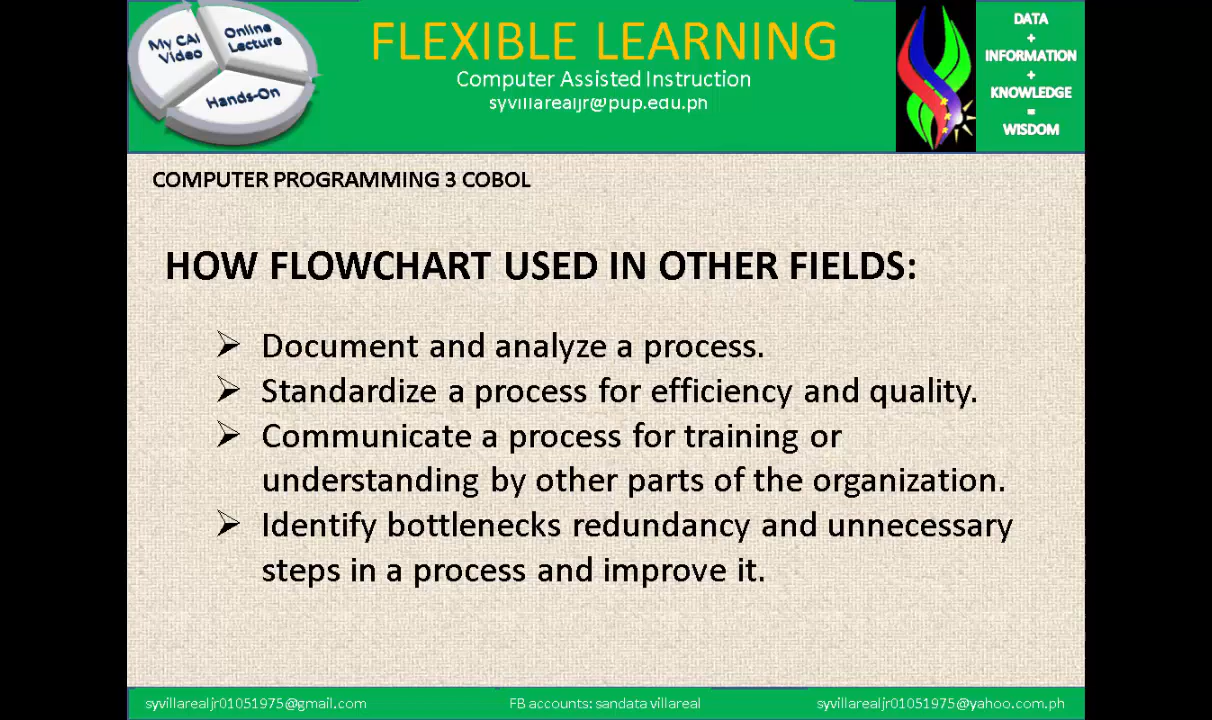 My CAI
Video
Online
Lecture
Hands-On
FLEXIBLE LEARNING
Computer Assisted Instruction
syvillarealjr@pup.edu.ph
DATA
+
INFORMATION
+
KNOWLEDGE
=
WISDOM
COMPUTER PROGRAMMING 3 COBOL
HOW FLOWCHART USED IN OTHER FIELDS:
Document and analyze a process.
Standardize a process for efficiency and quality.
Communicate a process for training or
understanding by other parts of the organization.
Identify bottlenecks redundancy and unnecessary
steps in a process and improve it.
syvillarealjr01051975@gmail.com
FB accounts: sandata villareal
syvillarealjr01051975@yahoo.com.ph